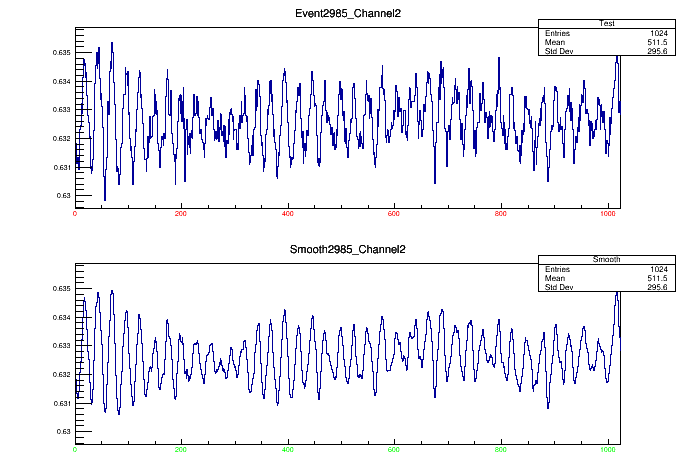 Event2985_Channel2
Test
Entries 1024
Mean 511.5
Std Dev 295.6
0.635
0.634
0.633
0.632
0.631
0.63
0 200 400 600 800 1000
Smooth2985_Channel2
Smooth
Entries 1024
Mean 511.5
Std Dev 295.6
0.635
0.634
0.633
0.632
0.631
0.63
0 200 400 600 800 1000